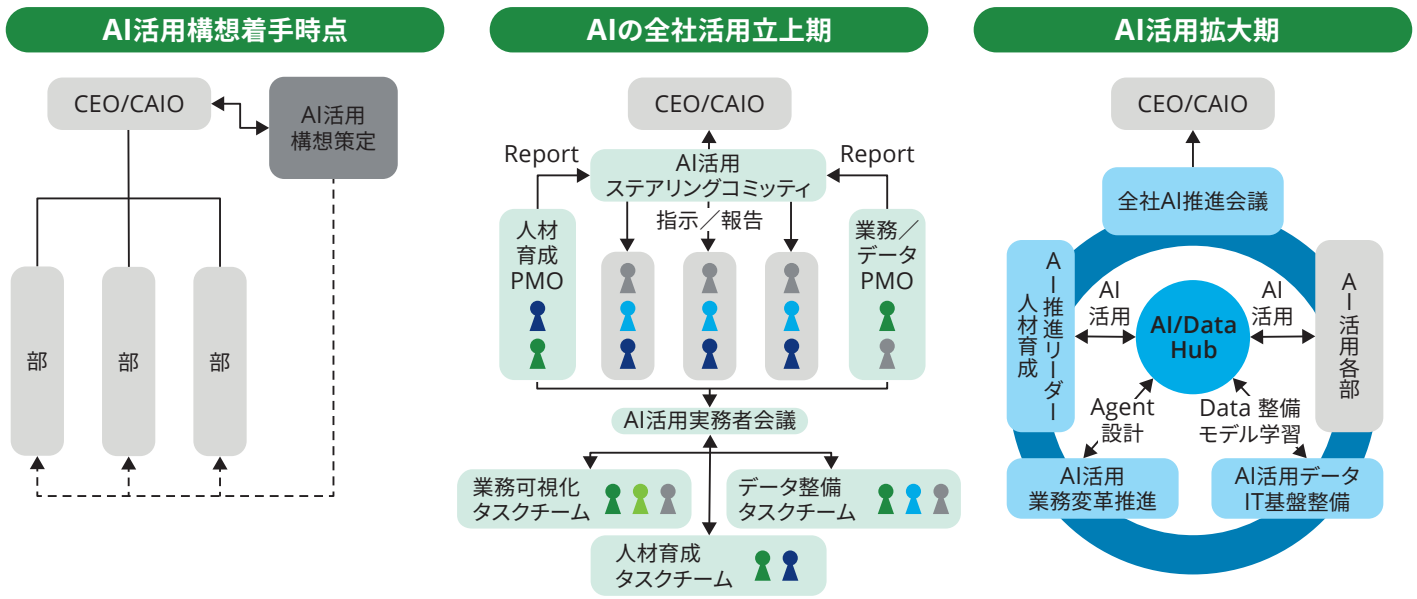 AI活用構想着手時点
CEO/CAIO
AI活用
構想策定
部
部
部
AIの全社活用立上期
CEO/CAIO
Report
AI活用
ステアリングコミッティ
Report
指示／報告
人材
育成
PMO
業務／
データ
PMO
AI活用実務者会議
業務可視化
タスクチーム
データ整備
タスクチーム
人材育成
タスクチーム
AI活用拡大期
CEO/CAIO
全社AI推進会議
AI推進リーダー
人材育成
AI
活用
AI/Data
Hub
AI
活用
AI活用各部
Agent
設計
Data 整備
モデル学習
AI活用
業務変革推進
AI活用データ
IT基盤整備